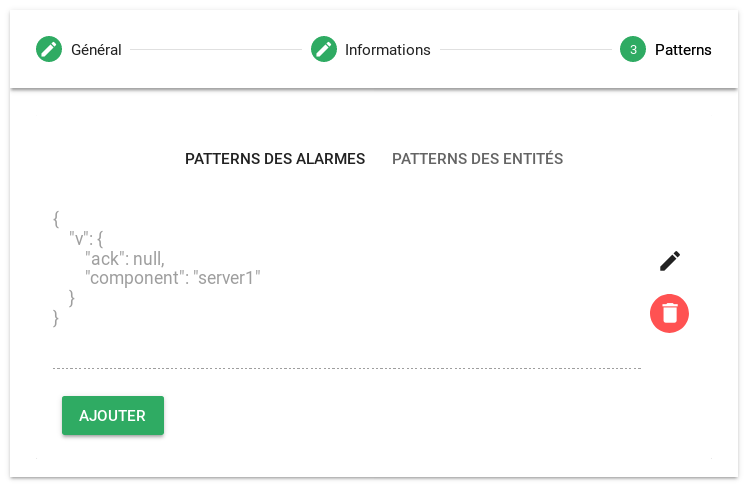 Général Informations 3 Patterns
PATTERNS DES ALARMES PATTERNS DES ENTITÉS
{
    "v": {
        "ack": null,
        "component": "server1"
    }
}
AJOUTER